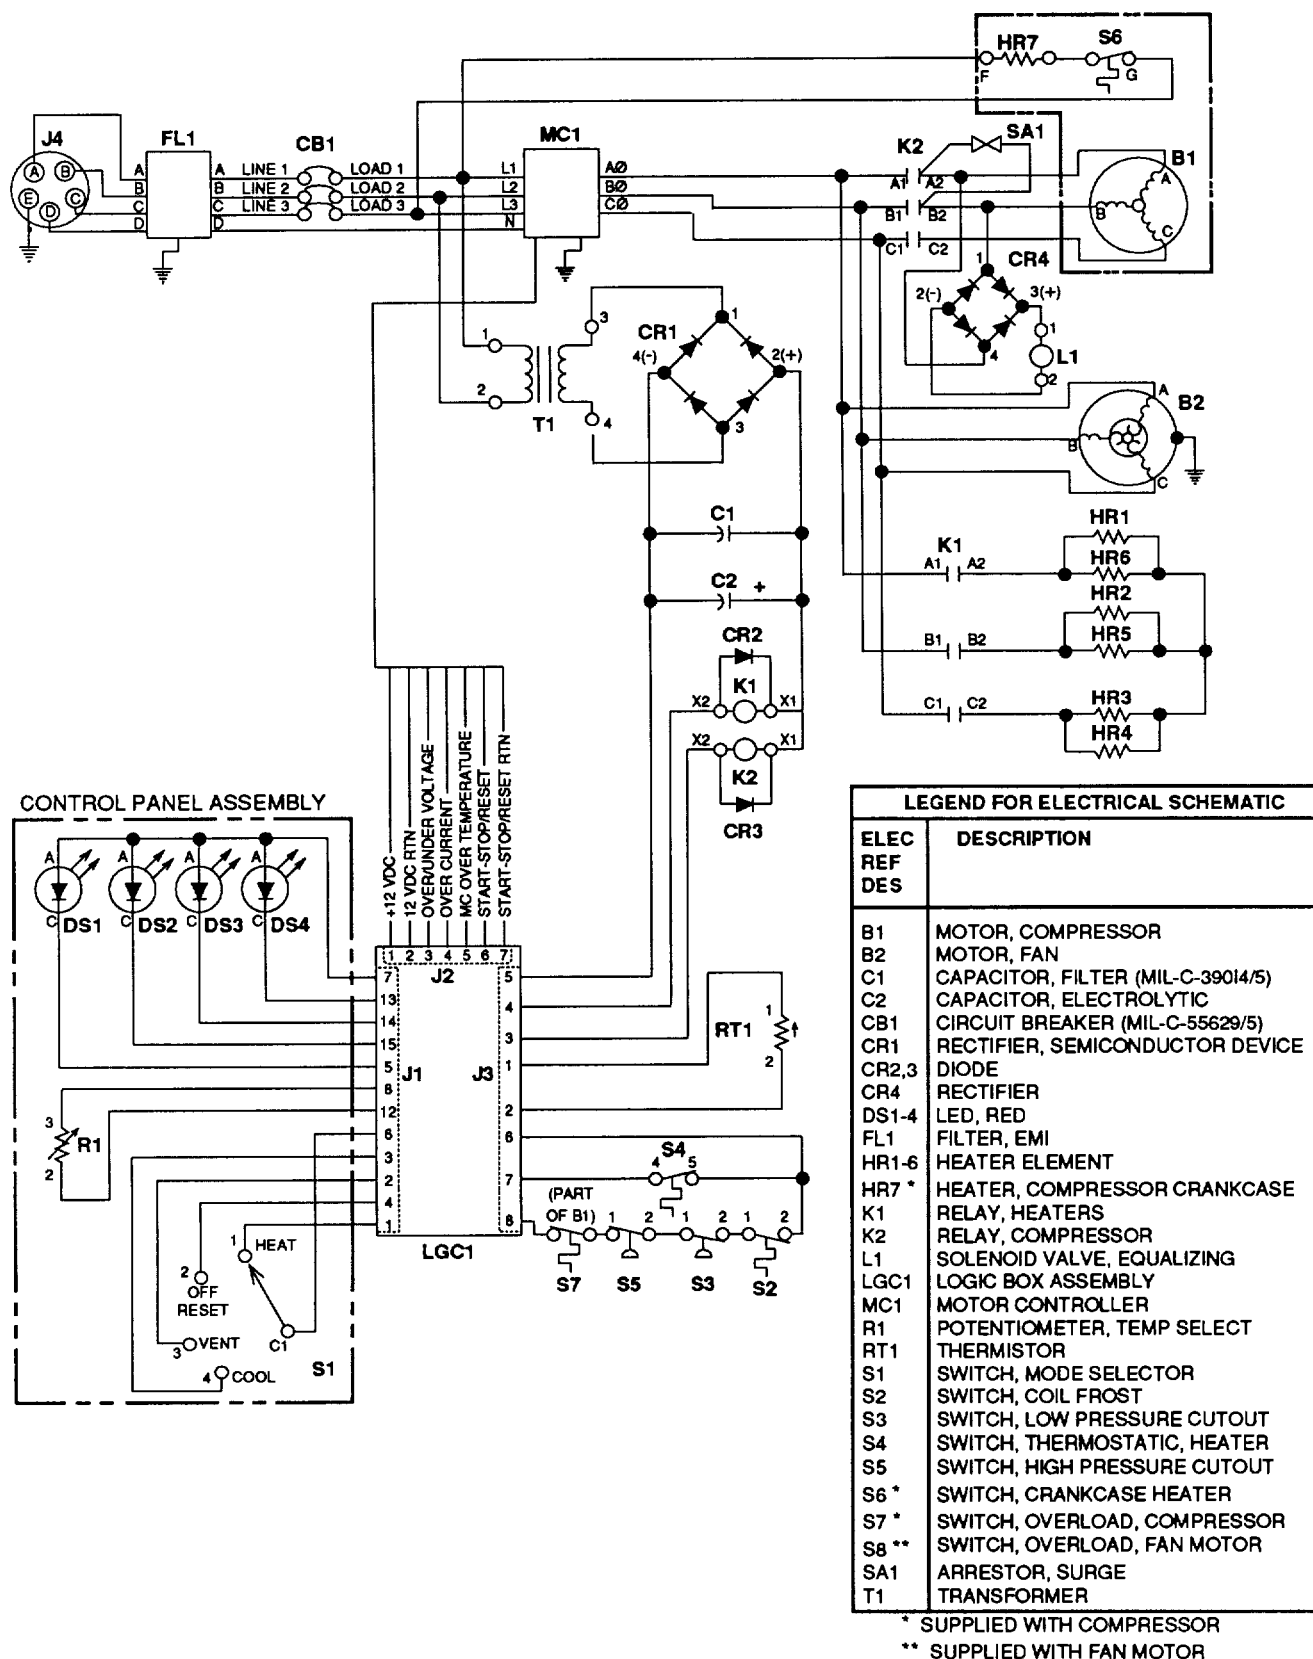 HR7
S6
F
G
J4
FL1
CB1
MC1
K2
SA1
B1
A
B
E
C
D
A
B
C
D
A LINE 1 LOAD 1
B LINE 2 LOAD 2
C LINE 3 LOAD 3
D
L1
L2
L3
N
AØ
BØ
CØ
A1 A2
B1 B2
C1 C2
A
B
C
CR4
1
2(-)
3(+)
4
1
L1
2
1
2
3
4
T1
CR1
1
4(-)
2(+)
3
B2
A
B
C
C1
C2 +
K1
A1 A2
B1 B2
C1 C2
HR1
HR6
HR2
HR5
HR3
HR4
CR2
K1
X2 X1
X2 X1
K2
CR3
+12 VDC
12 VDC RTN
OVER/UNDER VOLTAGE
OVER CURRENT
MC OVER TEMPERATURE
START-STOP/RESET
START-STOP/RESET RTN
CONTROL PANEL ASSEMBLY
A A A A
C DS1 C DS2 C DS3 C DS4
1 2 3 4 5 6 7
J2
7
13
14
15
5
8
12
6
3
2
4
1
J1
J3
5
4
3
1
2
6
7
8
LGC1
RT1
1
2
3
R1
2
1 HEAT
2
OFF
RESET
3 VENT
4 COOL
C1
S1
S4
4 5
(PART
OF B1)
1 2 1 2 1 2
S7 S5 S3 S2
LEGEND FOR ELECTRICAL SCHEMATIC
ELEC REF DES DESCRIPTION
B1 MOTOR, COMPRESSOR
B2 MOTOR, FAN
C1 CAPACITOR, FILTER (MIL-C-39014/5)
C2 CAPACITOR, ELECTROLYTIC
CB1 CIRCUIT BREAKER (MIL-C-55629/5)
CR1 RECTIFIER, SEMICONDUCTOR DEVICE
CR2,3 DIODE
CR4 RECTIFIER
DS1-4 LED, RED
FL1 FILTER, EMI
HR1-6 HEATER ELEMENT
HR7 * HEATER, COMPRESSOR CRANKCASE
K1 RELAY, HEATERS
K2 RELAY, COMPRESSOR
L1 SOLENOID VALVE, EQUALIZING
LGC1 LOGIC BOX ASSEMBLY
MC1 MOTOR CONTROLLER
R1 POTENTIOMETER, TEMP SELECT
RT1 THERMISTOR
S1 SWITCH, MODE SELECTOR
S2 SWITCH, COIL FROST
S3 SWITCH, LOW PRESSURE CUTOUT
S4 SWITCH, THERMOSTATIC, HEATER
S5 SWITCH, HIGH PRESSURE CUTOUT
S6 * SWITCH, CRANKCASE HEATER
S7 * SWITCH, OVERLOAD, COMPRESSOR
S8 ** SWITCH, OVERLOAD, FAN MOTOR
SA1 ARRESTOR, SURGE
T1 TRANSFORMER
* SUPPLIED WITH COMPRESSOR
** SUPPLIED WITH FAN MOTOR